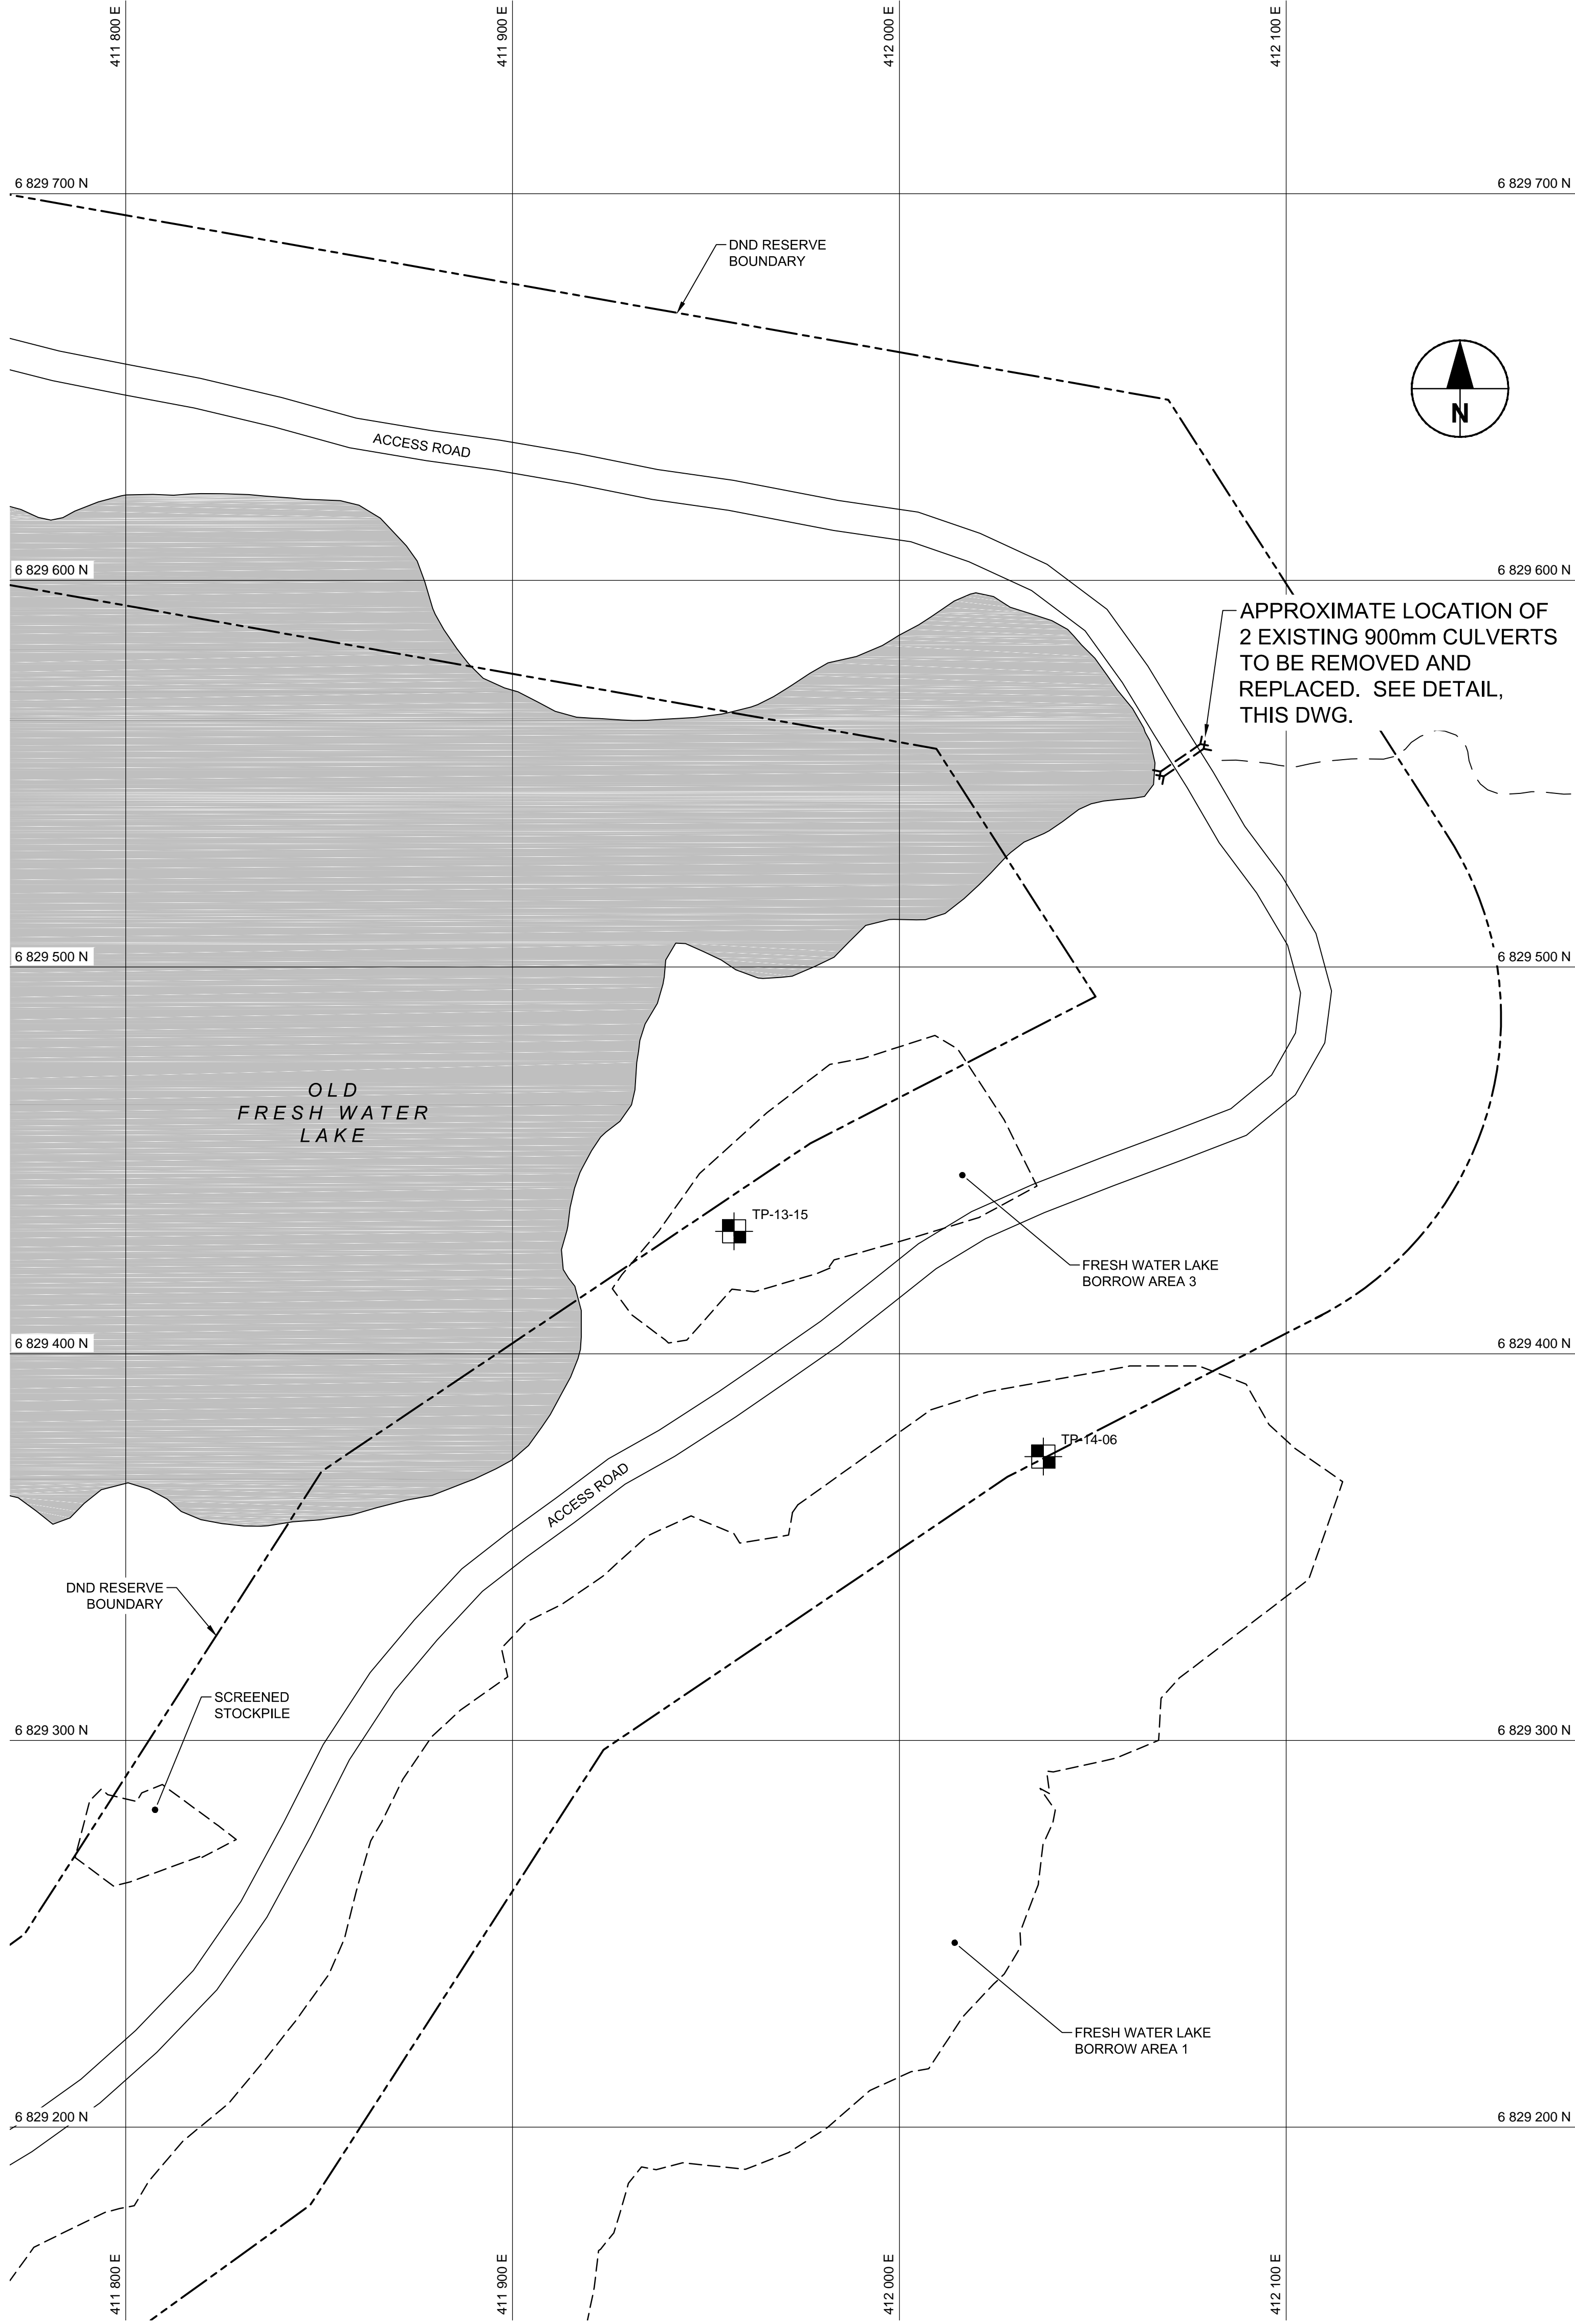 411 800 E
411 900 E
412 000 E
412 100 E
6 829 700 N
6 829 700 N
DND RESERVE
BOUNDARY
N
ACCESS ROAD
6 829 600 N
6 829 600 N
APPROXIMATE LOCATION OF
2 EXISTING 900mm CULVERTS
TO BE REMOVED AND
REPLACED. SEE DETAIL,
THIS DWG.
6 829 500 N
6 829 500 N
OLD
FRESH WATER
LAKE
TP-13-15
FRESH WATER LAKE
BORROW AREA 3
6 829 400 N
6 829 400 N
TP-14-06
ACCESS ROAD
DND RESERVE
BOUNDARY
SCREENED
STOCKPILE
6 829 300 N
6 829 300 N
FRESH WATER LAKE
BORROW AREA 1
6 829 200 N
6 829 200 N
411 800 E
411 900 E
412 000 E
412 100 E